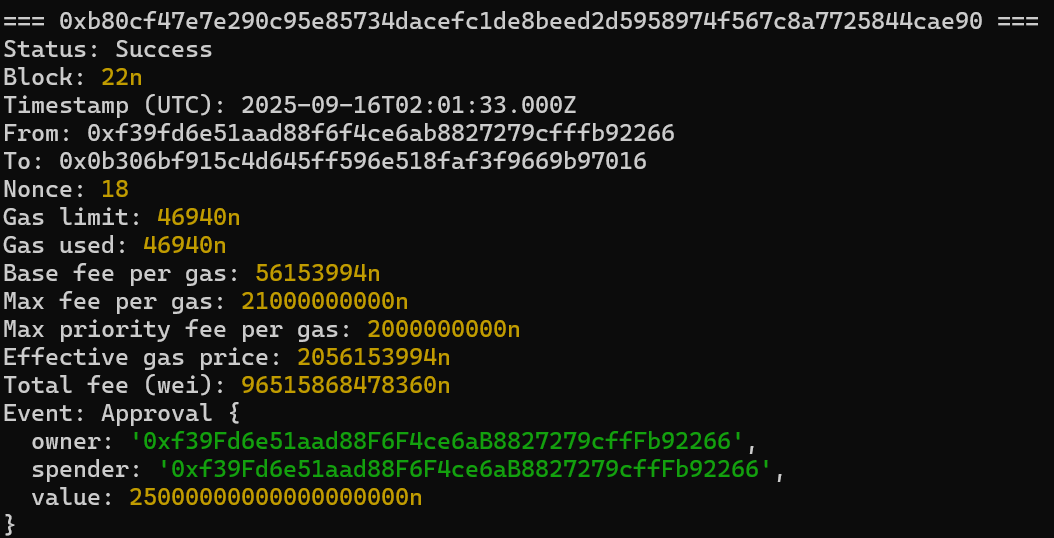 === 0xb80cf47e7e290c95e85734dacefc1de8beed2d5958974f567c8a7725844cae90 ===
Status: Success
Block: 22n
Timestamp (UTC): 2025-09-16T02:01:33.000Z
From: 0xf39fd6e51aad88f6f4ce6ab8827279cfffb92266
To: 0x0b306bf915c4d645ff596e518faf3f9669b97016
Nonce: 18
Gas limit: 46940n
Gas used: 46940n
Base fee per gas: 56153994n
Max fee per gas: 21000000000n
Max priority fee per gas: 2000000000n
Effective gas price: 2056153994n
Total fee (wei): 96515868478360n
Event: Approval {
  owner: '0xf39Fd6e51aad88F6F4ce6aB8827279cffFb92266',
  spender: '0xf39Fd6e51aad88F6F4ce6aB8827279cffFb92266',
  value: 25000000000000000000n
}